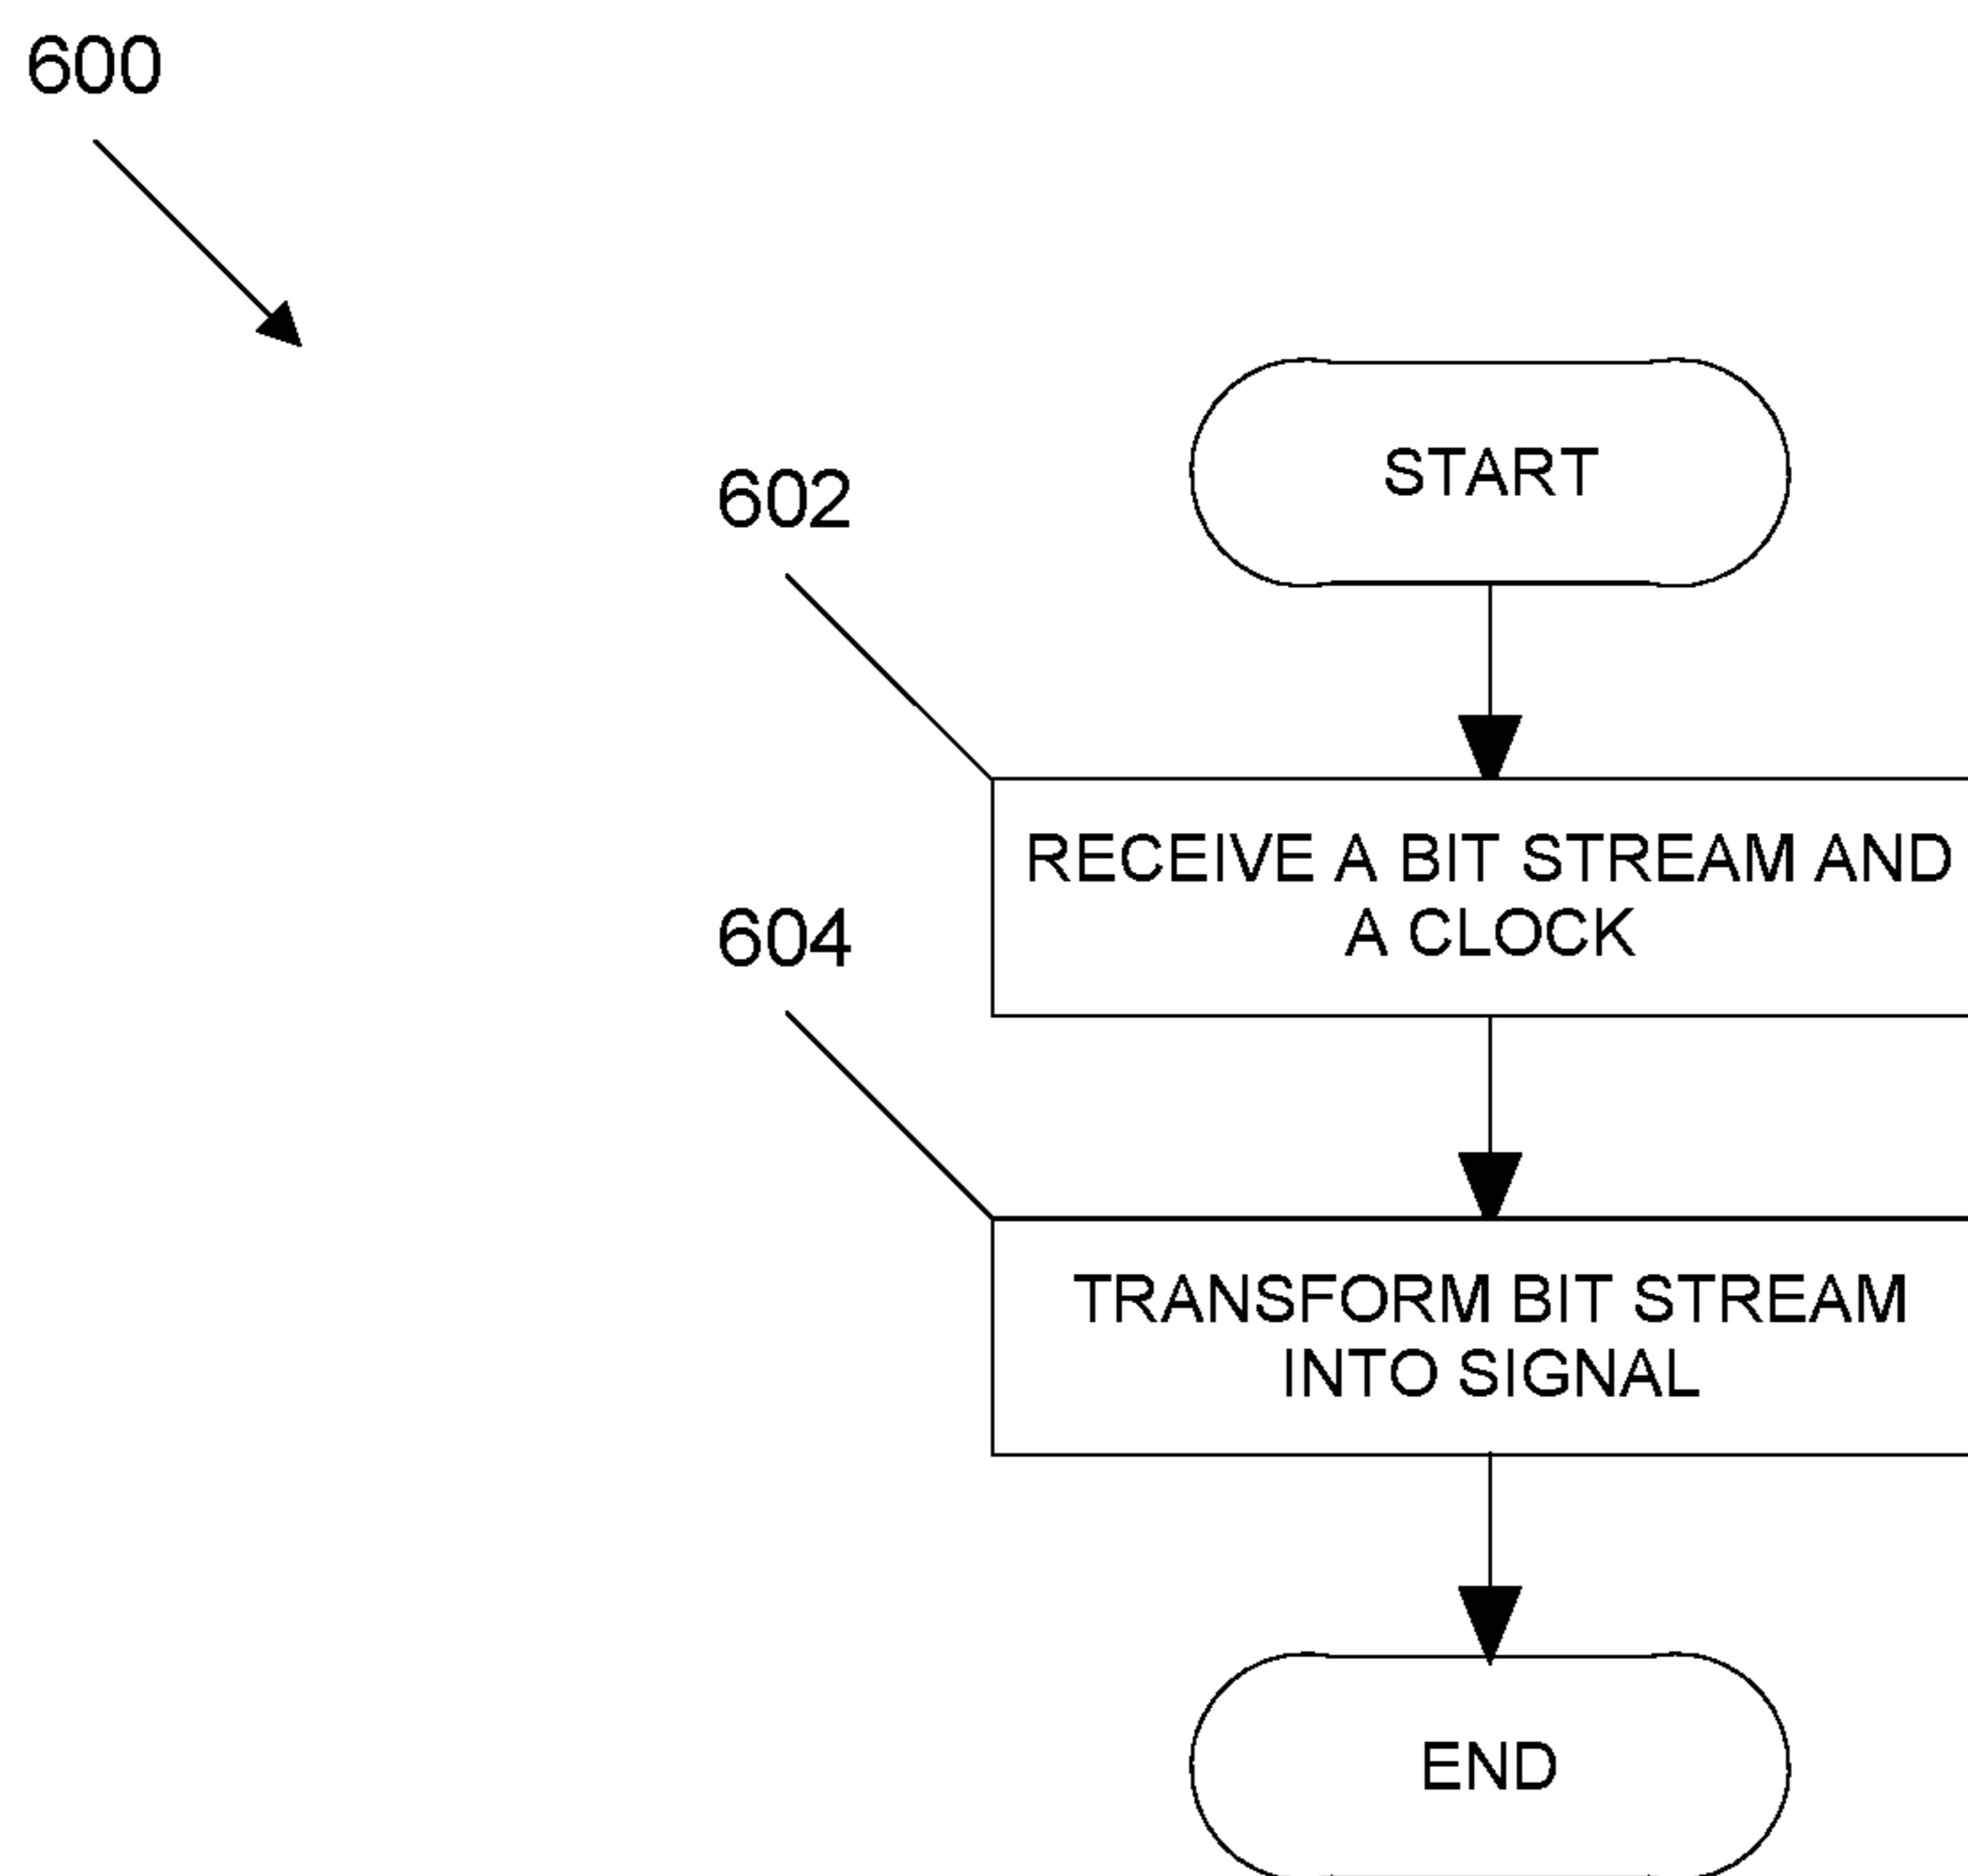 600
START
602
RECEIVE A BIT STREAM AND
A CLOCK
604
TRANSFORM BIT STREAM
INTO SIGNAL
END